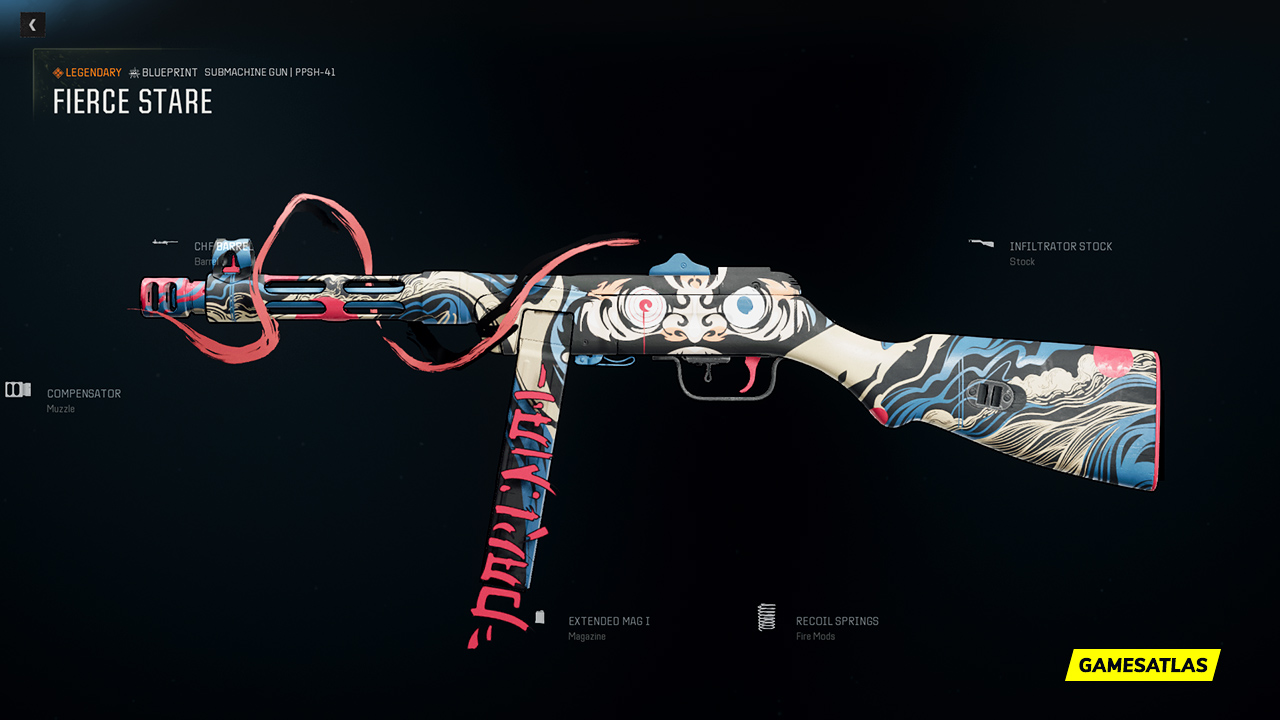 LEGENDARY BLUEPRINT SUBMACHINE GUN | PPSH-41
FIERCE STARE
CHF BARREL
Barrel
INFILTRATOR STOCK
Stock
COMPENSATOR
Muzzle
EXTENDED MAG I
Magazine
RECOIL SPRINGS
Fire Mods
GAMESATLAS